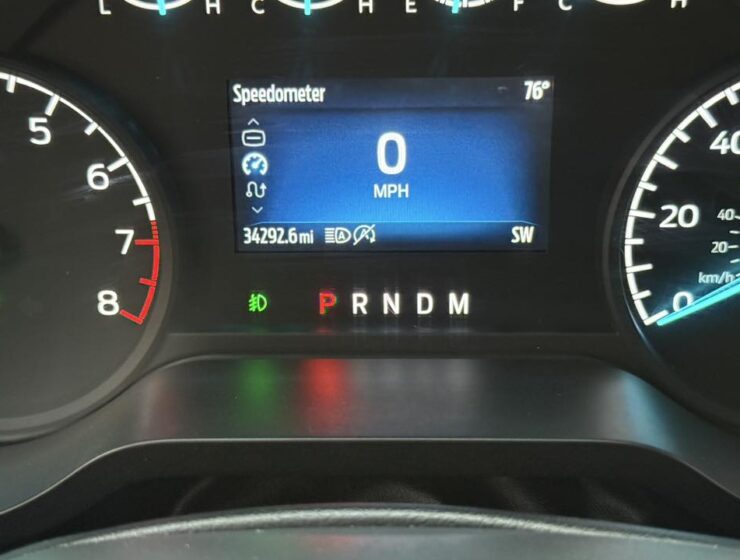 L H C H E F C H
Speedometer 76°
0
MPH
34292.6 mi A A SW
P R N D M
5
6
7
8
40
20
0
40
20
km/h